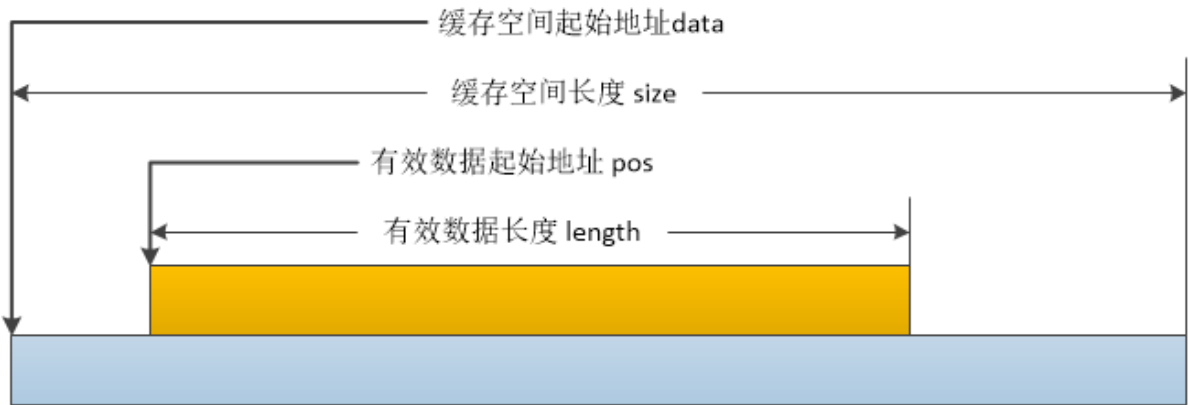 缓存空间起始地址data
缓存空间长度 size
有效数据起始地址 pos
有效数据长度 length